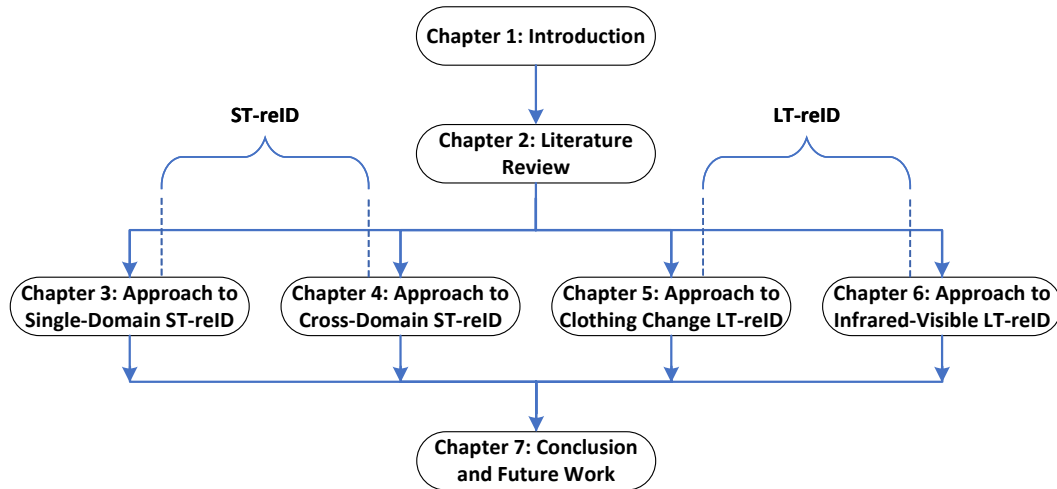 Chapter 1: Introduction
ST-reID
LT-reID
Chapter 2: Literature
Review
Chapter 3: Approach to
Single-Domain ST-reID
Chapter 4: Approach to
Cross-Domain ST-reID
Chapter 5: Approach to
Clothing Change LT-reID
Chapter 6: Approach to
Infrared-Visible LT-reID
Chapter 7: Conclusion
and Future Work